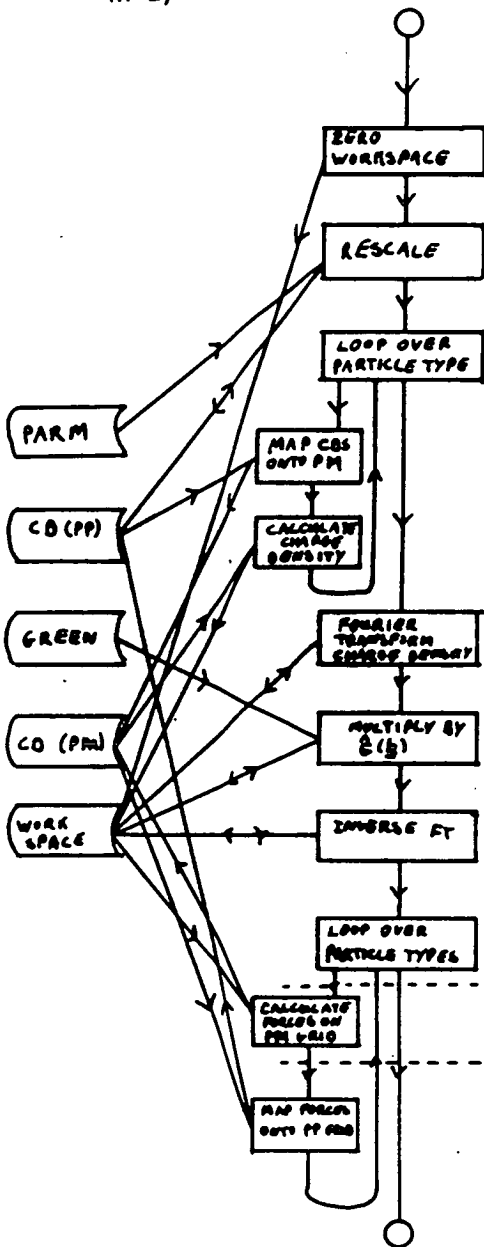 ZERO
WORKSPACE
RESCALE
LOOP OVER
PARTICLE TYPE
PARM
MAP CBS
ONTO PM
CB (PP)
CALCULATE
CHARGE
DENSITY
GREEN
FOURIER
TRANSFORM
CHARGE DENSITY
CD (PM)
MULTIPLY BY
WORK
SPACE
INVERSE FT
LOOP OVER
PARTICLE TYPES
CALCULATE
FORCES ON
PM GRID
MAP FORCES
ONTO PP